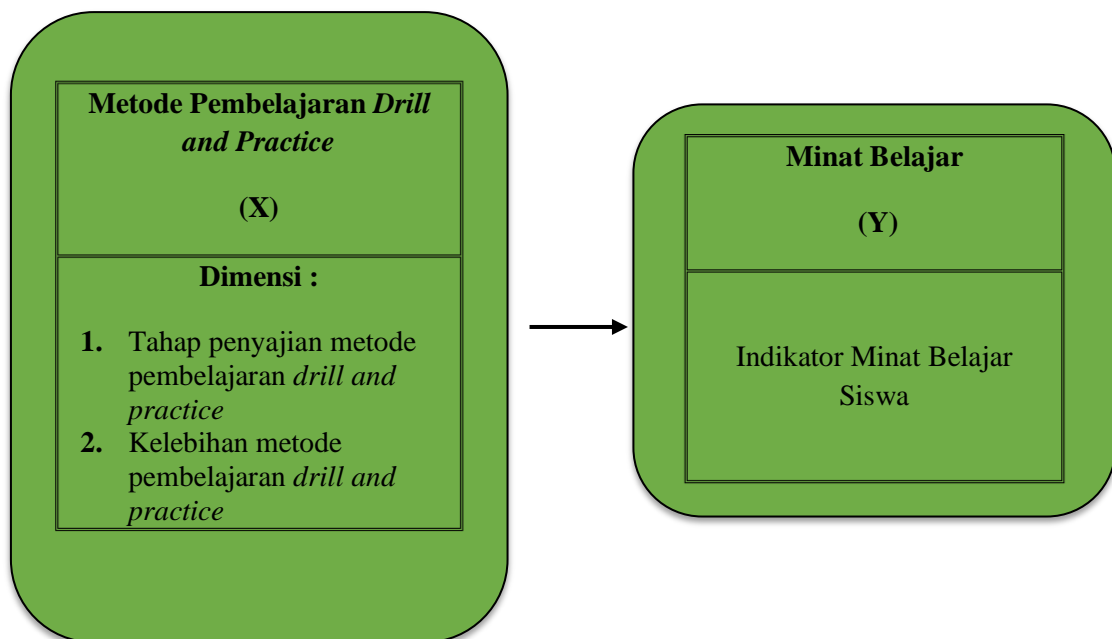 Metode Pembelajaran Drill
and Practice
(X)
Dimensi :
1. Tahap penyajian metode
pembelajaran drill and
practice
2. Kelebihan metode
pembelajaran drill and
practice
Minat Belajar
(Y)
Indikator Minat Belajar
Siswa